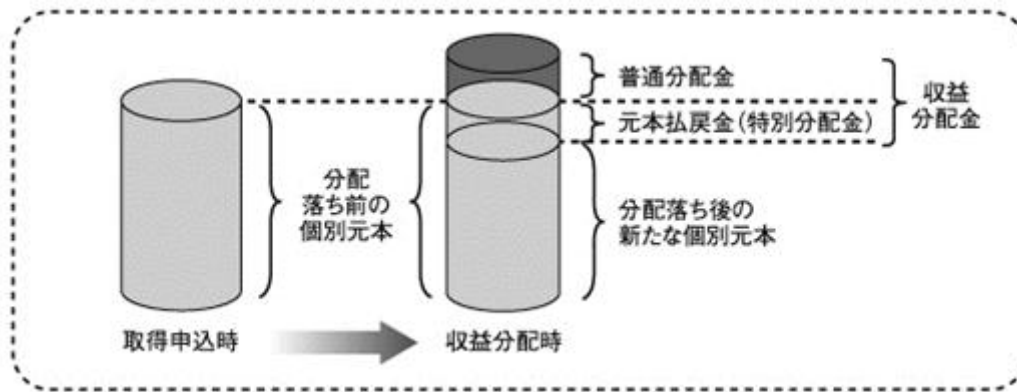 普通分配金
元本払戻金(特別分配金)
収益
分配金
分配
落ち前の
個別元本
分配落ち後の
新たな個別元本
取得申込時
収益分配時